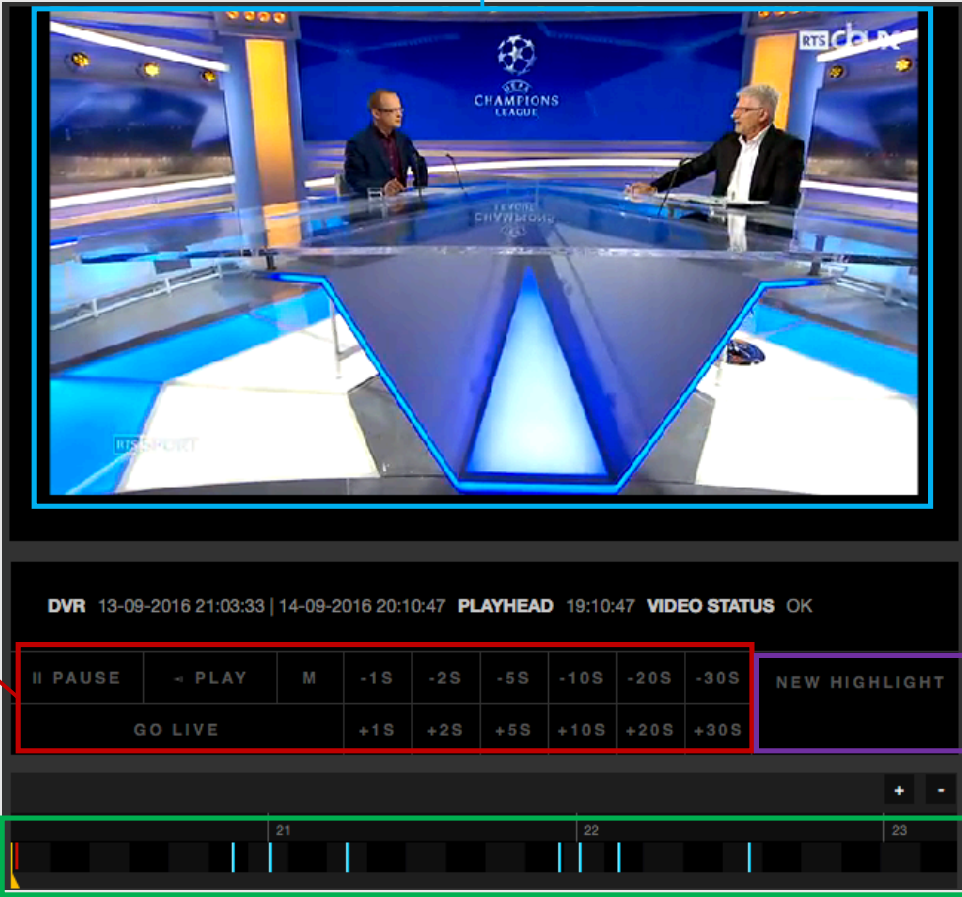 RTS
UEFA
CHAMPIONS
LEAGUE
RTS SPORT
DVR 13-09-2016 21:03:33 | 14-09-2016 20:10:47 PLAYHEAD 19:10:47 VIDEO STATUS OK
PAUSE PLAY M -1S -2S -5S -10S -20S -30S NEW HIGHLIGHT
GO LIVE +1S +2S +5S +10S +20S +30S
+ -
21 22 23